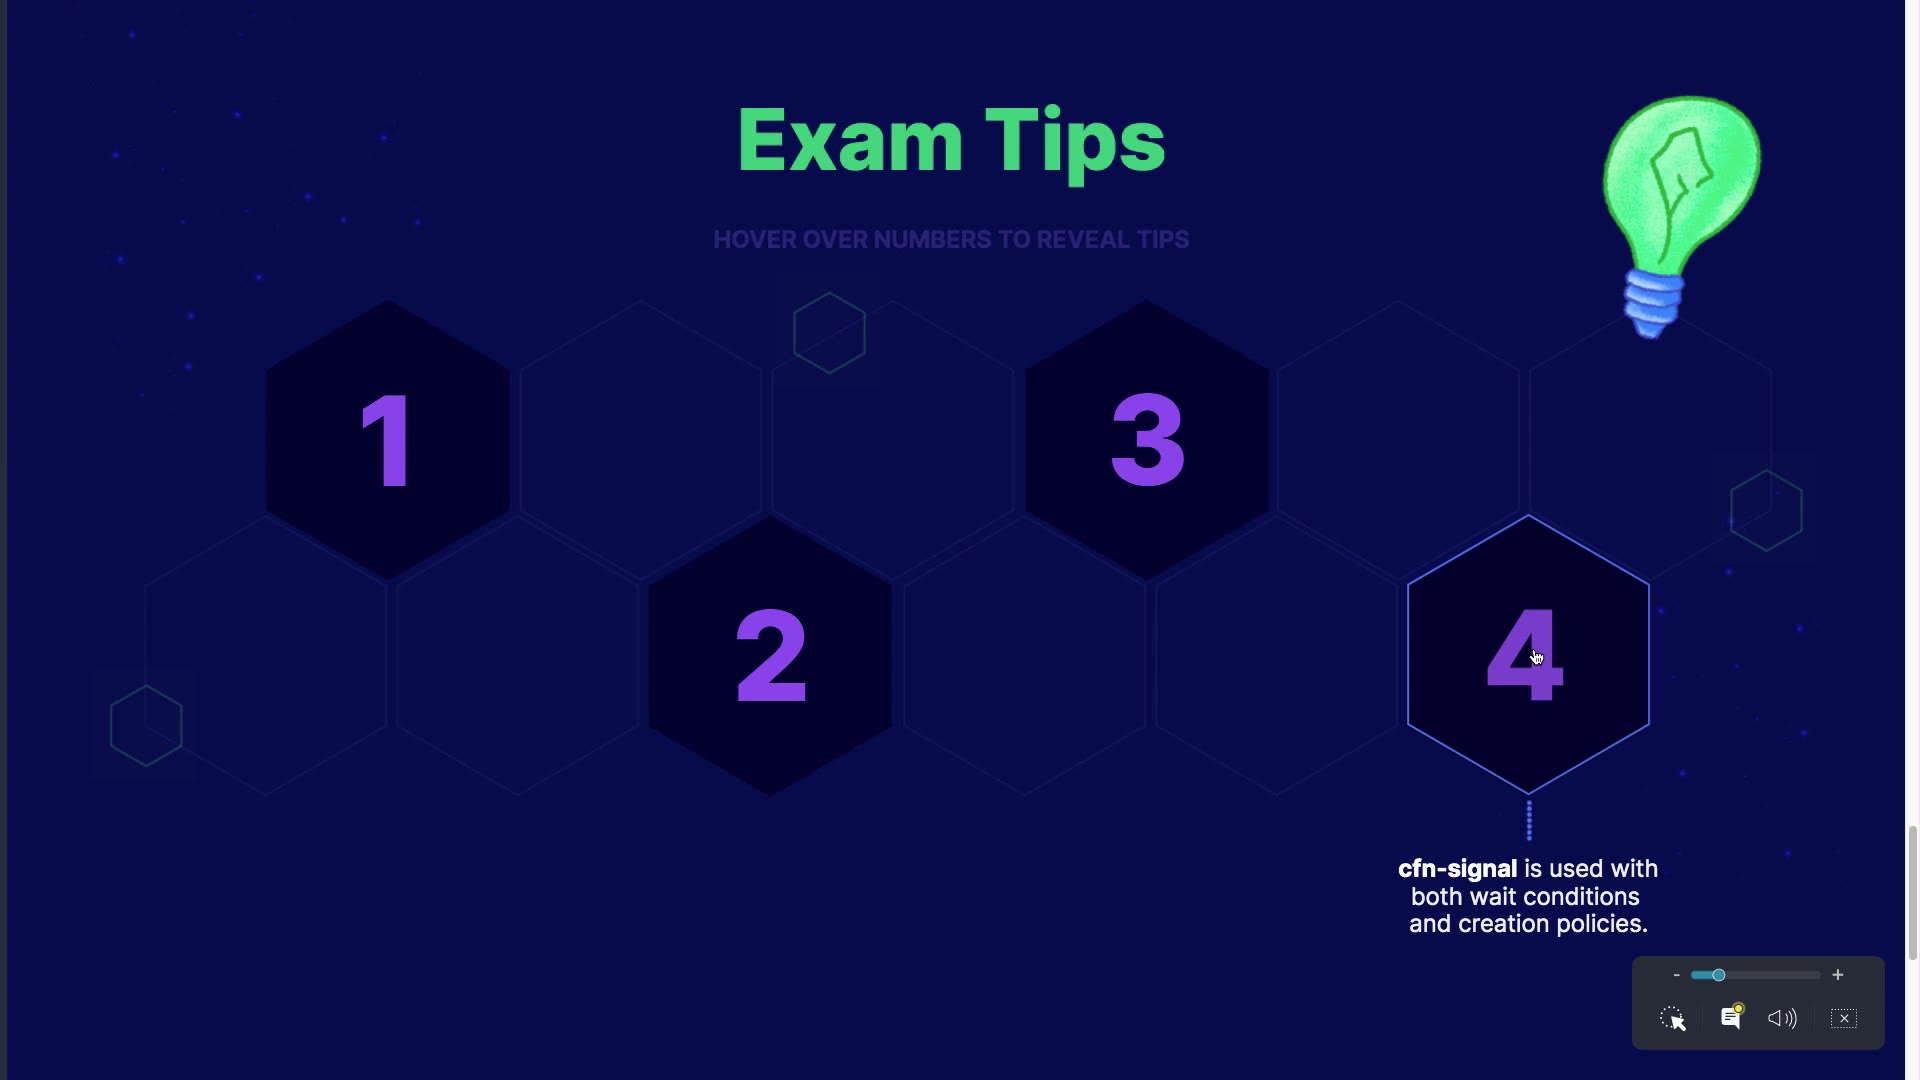 Exam Tips
HOVER OVER NUMBERS TO REVEAL TIPS
1
3
2
4
cfn-signal is used with
both wait conditions
and creation policies.
- +